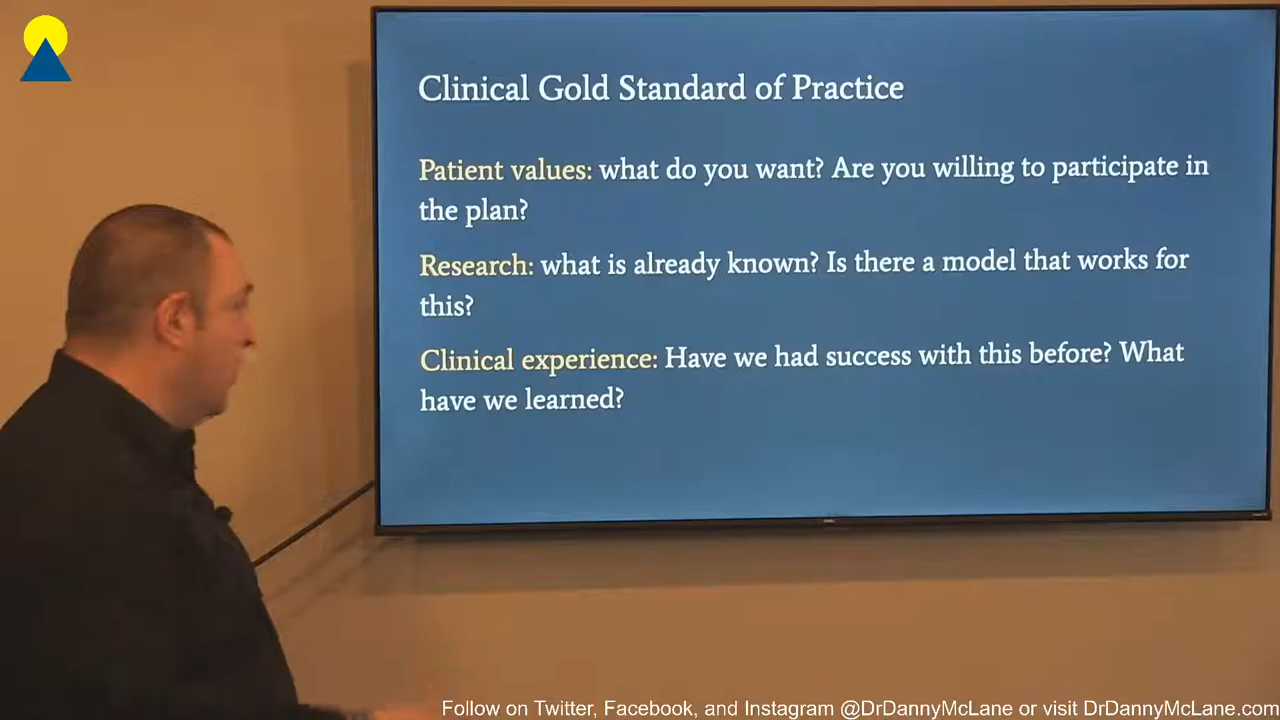 Clinical Gold Standard of Practice
Patient values: what do you want? Are you willing to participate in
the plan?
Research: what is already known? Is there a model that works for
this?
Clinical experience: Have we had success with this before? What
have we learned?
Follow on Twitter, Facebook, and Instagram @DrDannyMcLane or visit DrDannyMcLane.com